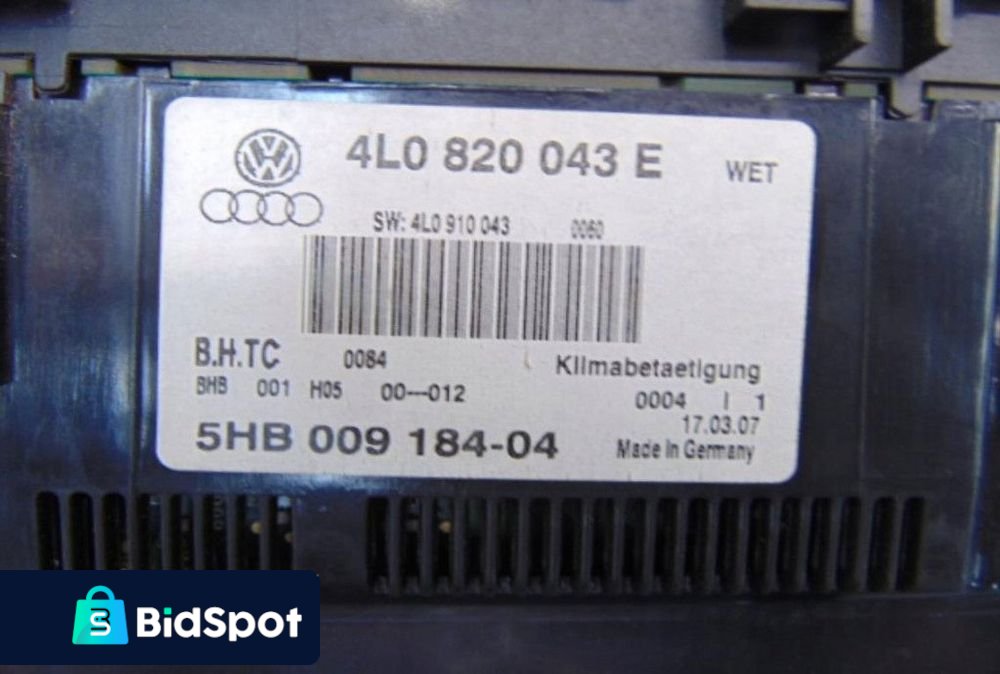 4L0 820 043 E
WET
SW: 4L0 910 043 0060
B.H.TC 0084 Klimabetaetigung
BHB 001 H05 00---012 0004 I 1
17.03.07
5HB 009 184-04 Made in Germany
BidSpot